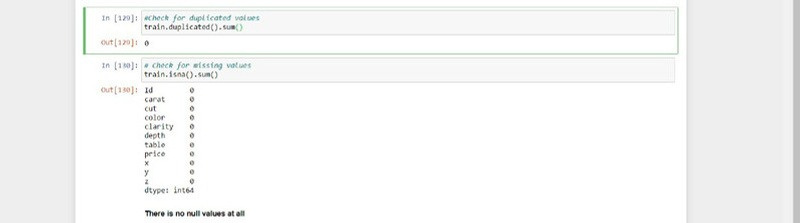 In [129]: #Check for duplicated values
train.duplicated().sum()
Out[129]: 0
In [130]: # Check for missing values
train.isna().sum()
Out[130]: Id 0
carat 0
cut 0
color 0
clarity 0
depth 0
table 0
price 0
x 0
y 0
z 0
dtype: int64
There is no null values at all